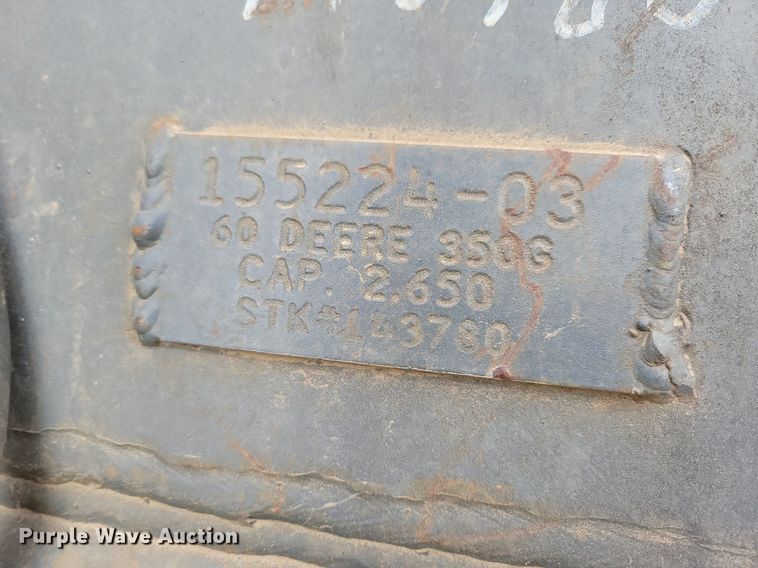 155224-03
60 DEERE 350G
CAP. 2.650
STK#143780
Purple Wave Auction